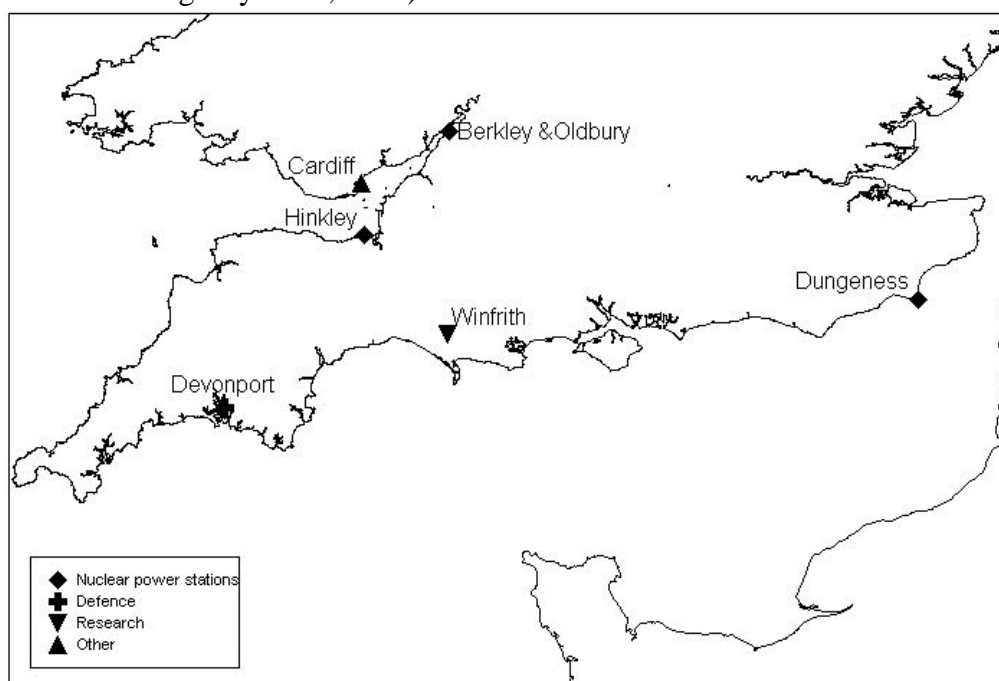 Berkley &Oldbury
Cardiff
Hinkley
Dungeness
Winfrith
Devonport
Nuclear power stations
Defence
Research
Other